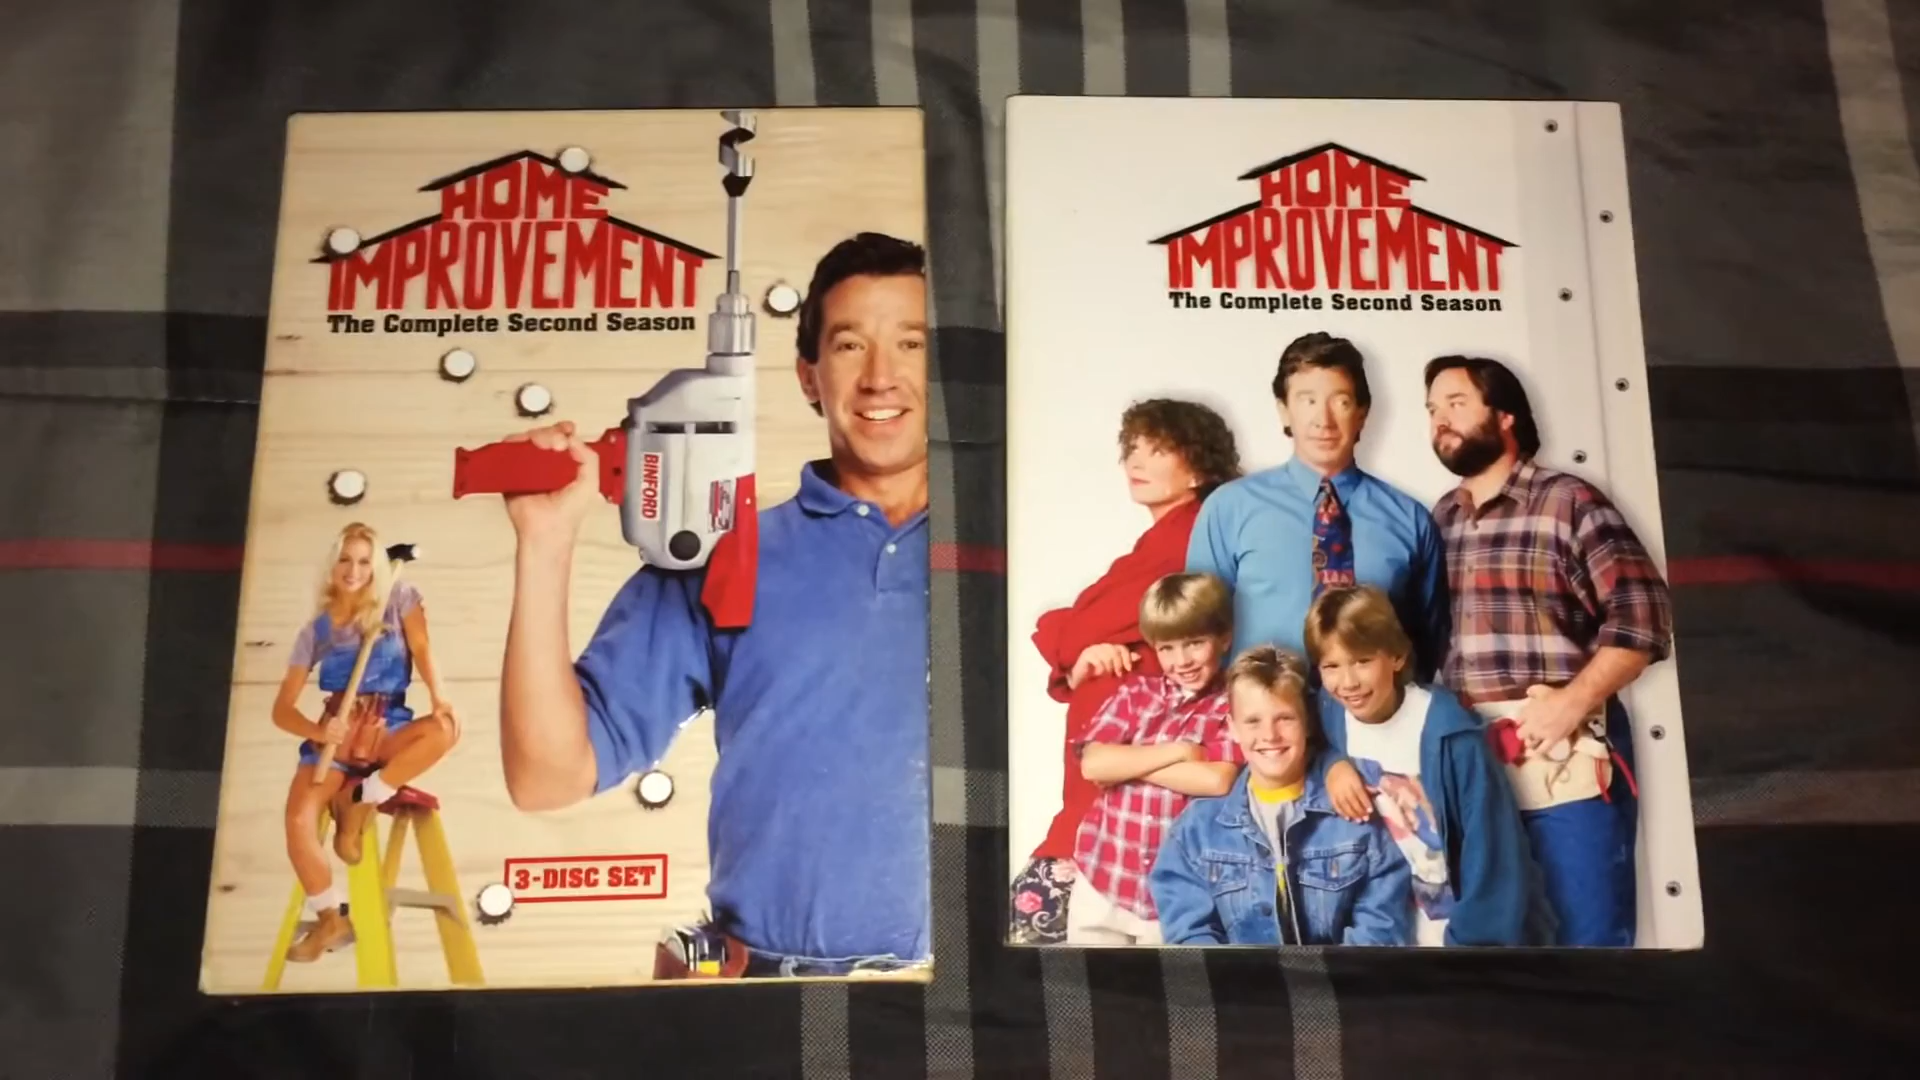 HOME
IMPROVEMENT
The Complete Second Season
BINFORD
3-DISC SET
HOME
IMPROVEMENT
The Complete Second Season